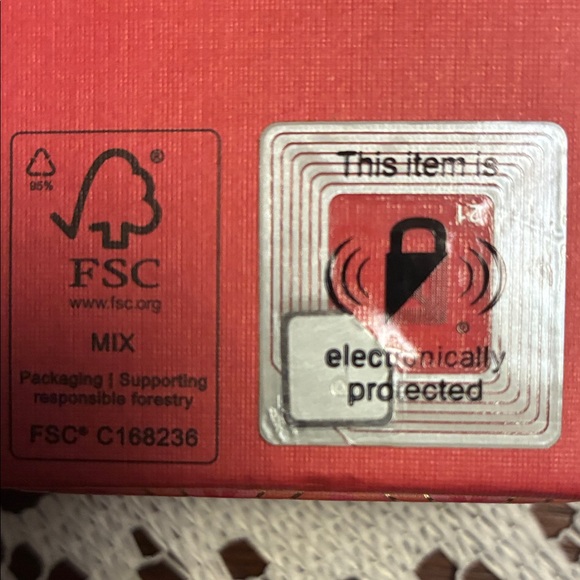 95%
®
FSC
www.fsc.org
MIX
Packaging | Supporting
responsible forestry
FSC® C168236
This item is
®
electronically
protected